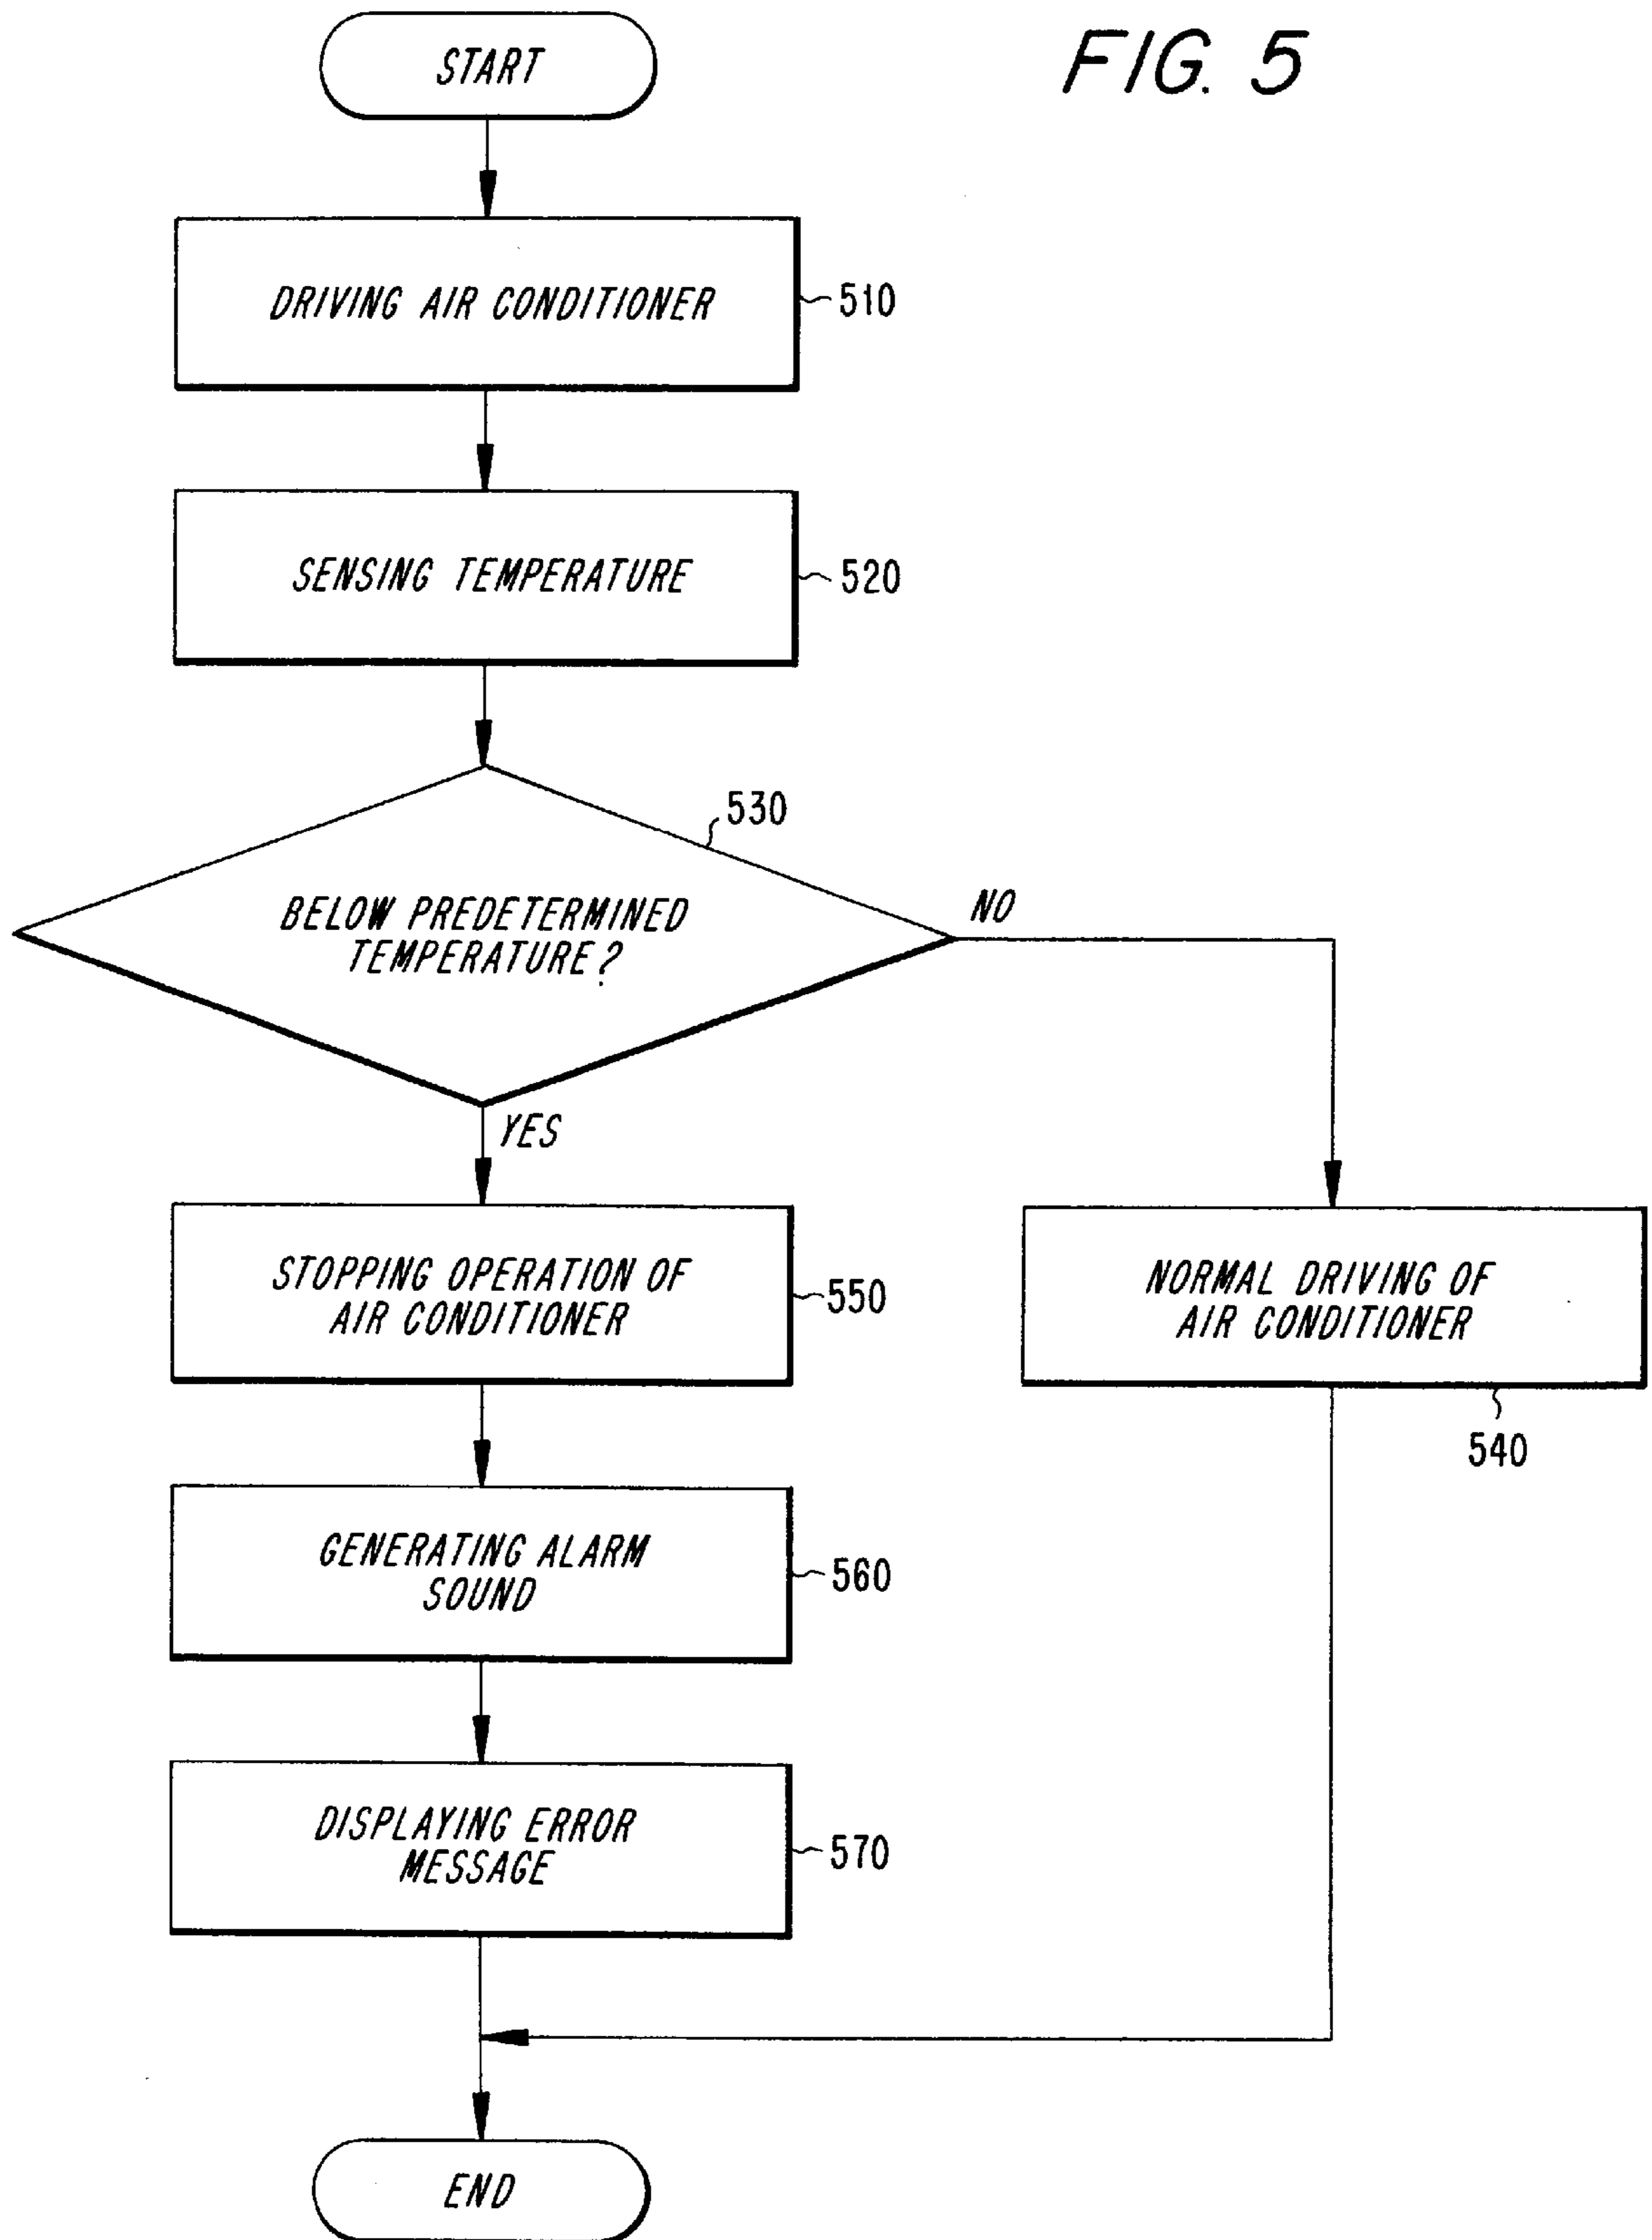 FIG. 5
START
DRIVING AIR CONDITIONER
510
SENSING TEMPERATURE
520
530
BELOW PREDETERMINED
TEMPERATURE?
NO
YES
STOPPING OPERATION OF
AIR CONDITIONER
550
NORMAL DRIVING OF
AIR CONDITIONER
540
GENERATING ALARM
SOUND
560
DISPLAYING ERROR
MESSAGE
570
END